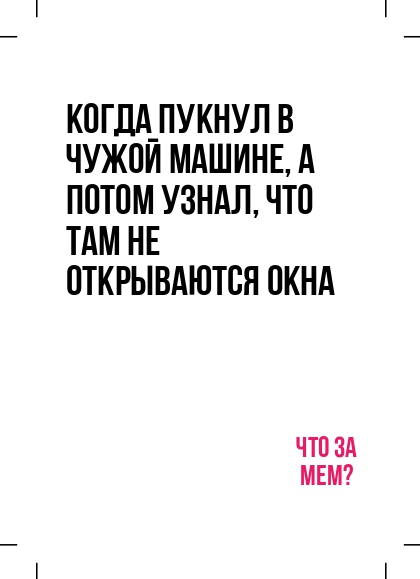 КОГДА ПУКНУЛ В
ЧУЖОЙ МАШИНЕ, А
ПОТОМ УЗНАЛ, ЧТО
ТАМ НЕ
ОТКРЫВАЮТСЯ ОКНА
ЧТО ЗА
МЕМ?